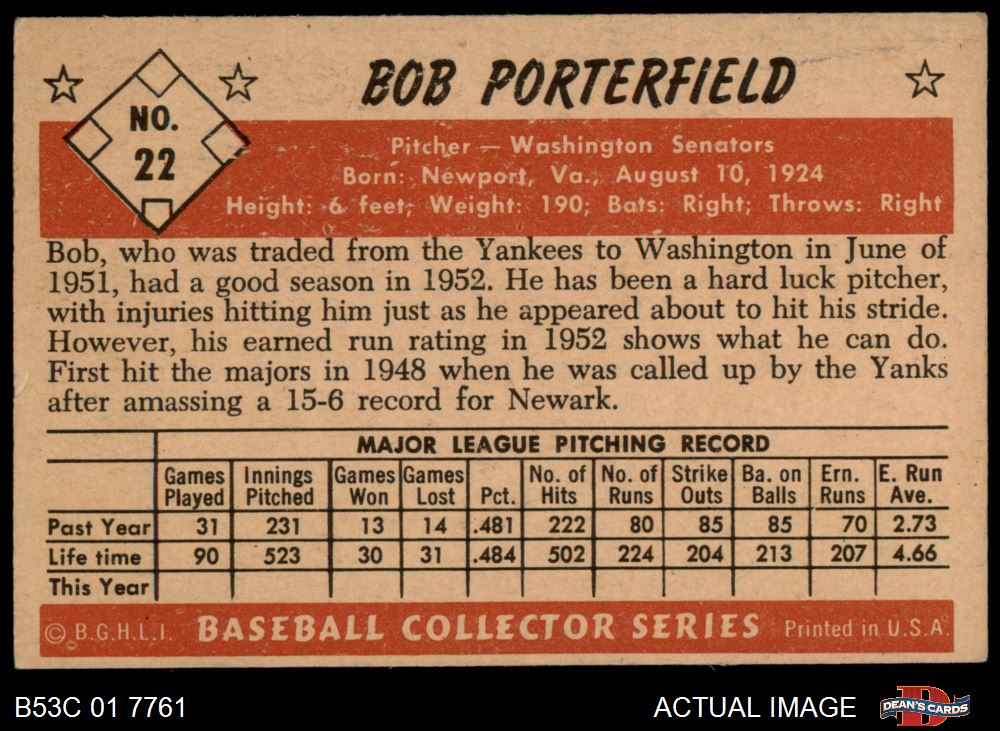 BOB PORTERFIELD
NO.
22
Pitcher — Washington Senators
Born: Newport, Va., August 10, 1924
Height: 6 feet; Weight: 190; Bats: Right; Throws: Right
Bob, who was traded from the Yankees to Washington in June of
1951, had a good season in 1952. He has been a hard luck pitcher,
with injuries hitting him just as he appeared about to hit his stride.
However, his earned run rating in 1952 shows what he can do.
First hit the majors in 1948 when he was called up by the Yanks
after amassing a 15-6 record for Newark.
MAJOR LEAGUE PITCHING RECORD
Games Played Innings Pitched Games Won Games Lost Pct. No. of Hits No. of Runs Strike Outs Ba. on Balls Ern. Runs E. Run Ave.
Past Year 31 231 13 14 .481 222 80 85 85 70 2.73
Life time 90 523 30 31 .484 502 224 204 213 207 4.66
This Year
© B.G.H.L.I. BASEBALL COLLECTOR SERIES Printed in U.S.A.
B53C 01 7761 ACTUAL IMAGE DEAN'S CARDS